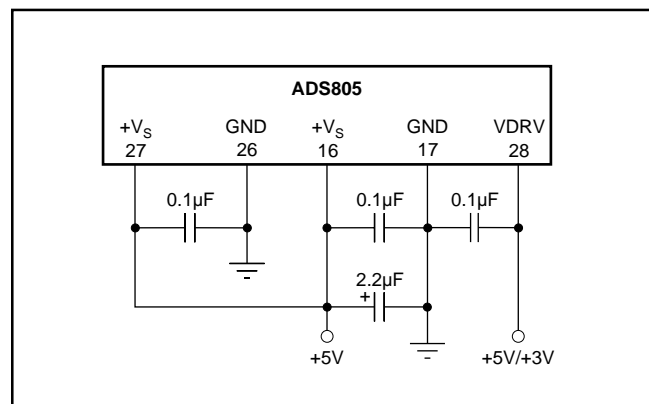 ADS805
+VS GND +VS GND VDRV
27 26 16 17 28
0.1µF 0.1µF 0.1µF
2.2µF
+
+5V +5V/+3V